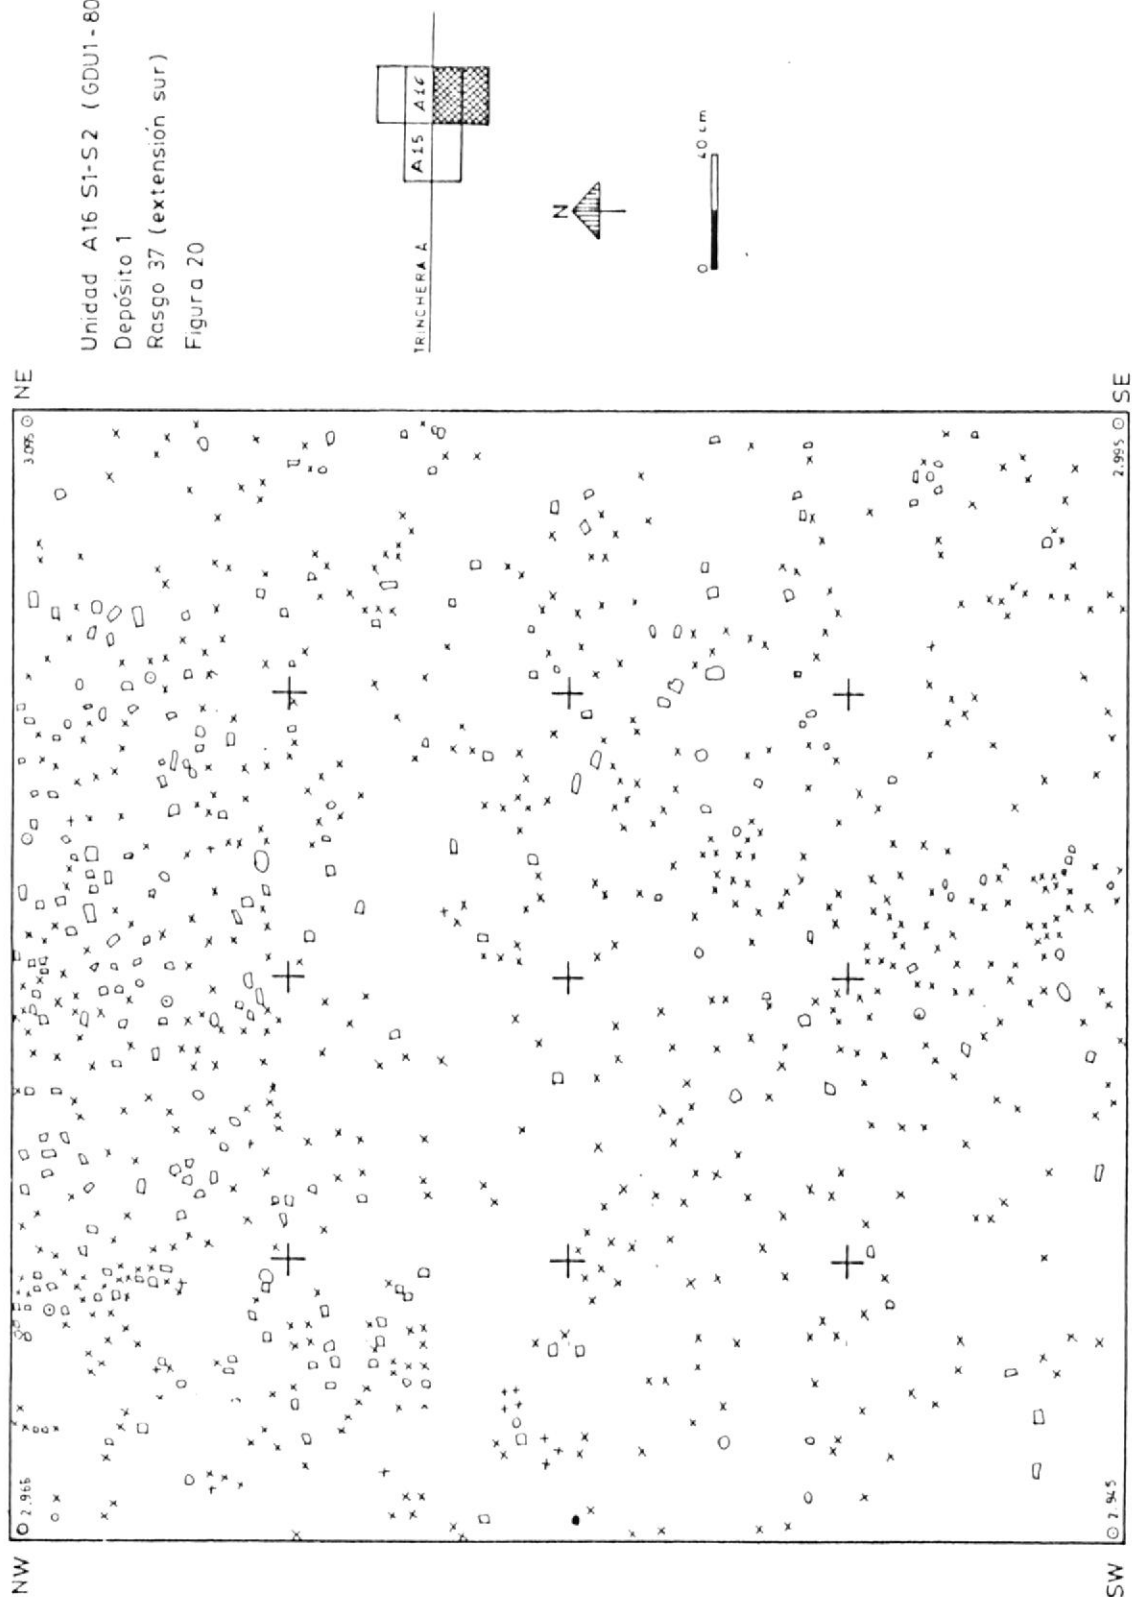 Unidad A16 S1-S2 (GDU1-80
Depósito 1
Rasgo 37 (extensión sur)
Figura 20
TRINCHERA A
A15
A16
N
0
40 cm
NW
2.966
NE
3.095
SW
2.945
SE
2.995